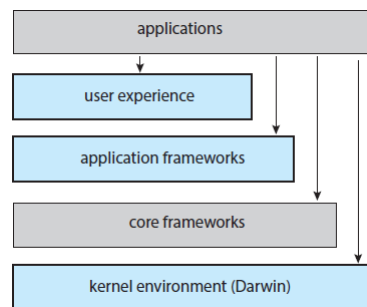 applications
user experience
application frameworks
core frameworks
kernel environment (Darwin)